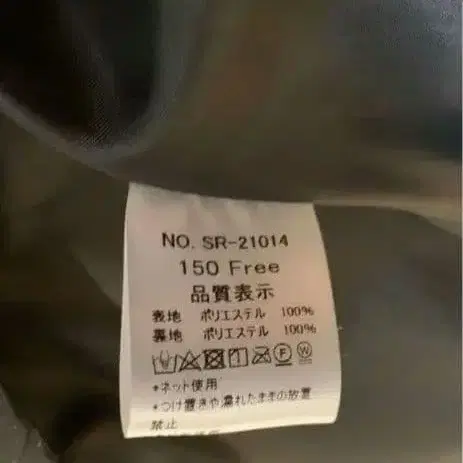 NO. SR-21014
150 Free
品質表示
表地 ポリエステル 100%
裏地 ポリエステル 100%
*ネット使用
*つけ置きや濡れたままの放置
禁止